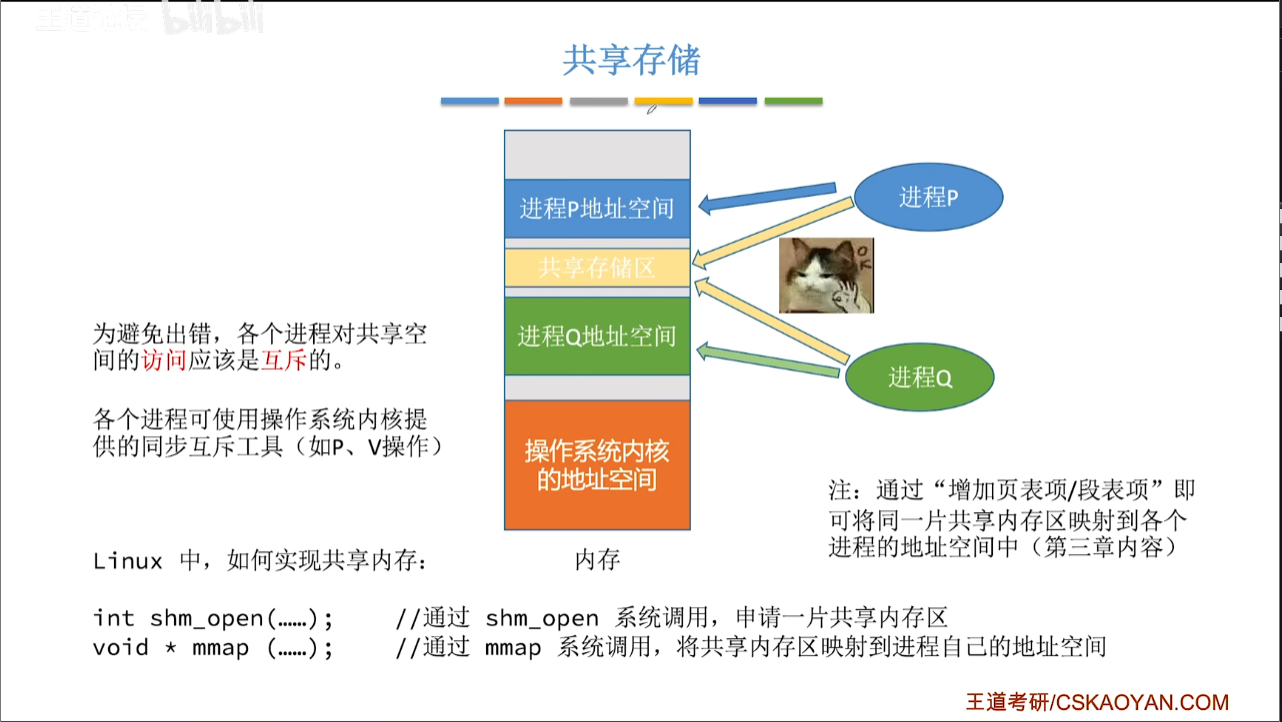 王道论坛 bilibili
共享存储
进程P地址空间
共享存储区
进程Q地址空间
操作系统内核
的地址空间
内存
进程P
OK
进程Q
为避免出错，各个进程对共享空
间的访问应该是互斥的。
各个进程可使用操作系统内核提
供的同步互斥工具（如P、V操作）
注：通过“增加页表项/段表项”即
可将同一片共享内存区映射到各个
进程的地址空间中（第三章内容）
Linux 中，如何实现共享内存：
int shm_open(……); //通过 shm_open 系统调用，申请一片共享内存区
void * mmap (……); //通过 mmap 系统调用，将共享内存区映射到进程自己的地址空间
王道考研/CSKAOYAN.COM